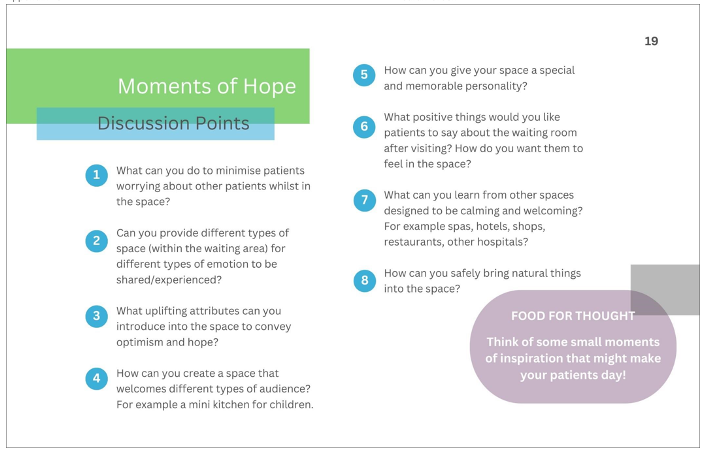 19
Moments of Hope
Discussion Points
1
What can you do to minimise patients
worrying about other patients whilst in
the space?
2
Can you provide different types of
space (within the waiting area) for
different types of emotion to be
shared/experienced?
3
What uplifting attributes can you
introduce into the space to convey
optimism and hope?
4
How can you create a space that
welcomes different types of audience?
For example a mini kitchen for children.
5
How can you give your space a special
and memorable personality?
6
What positive things would you like
patients to say about the waiting room
after visiting? How do you want them to
feel in the space?
7
What can you learn from other spaces
designed to be calming and welcoming?
For example spas, hotels, shops,
restaurants, other hospitals?
8
How can you safely bring natural things
into the space?
FOOD FOR THOUGHT
Think of some small moments
of inspiration that might make
your patients day!